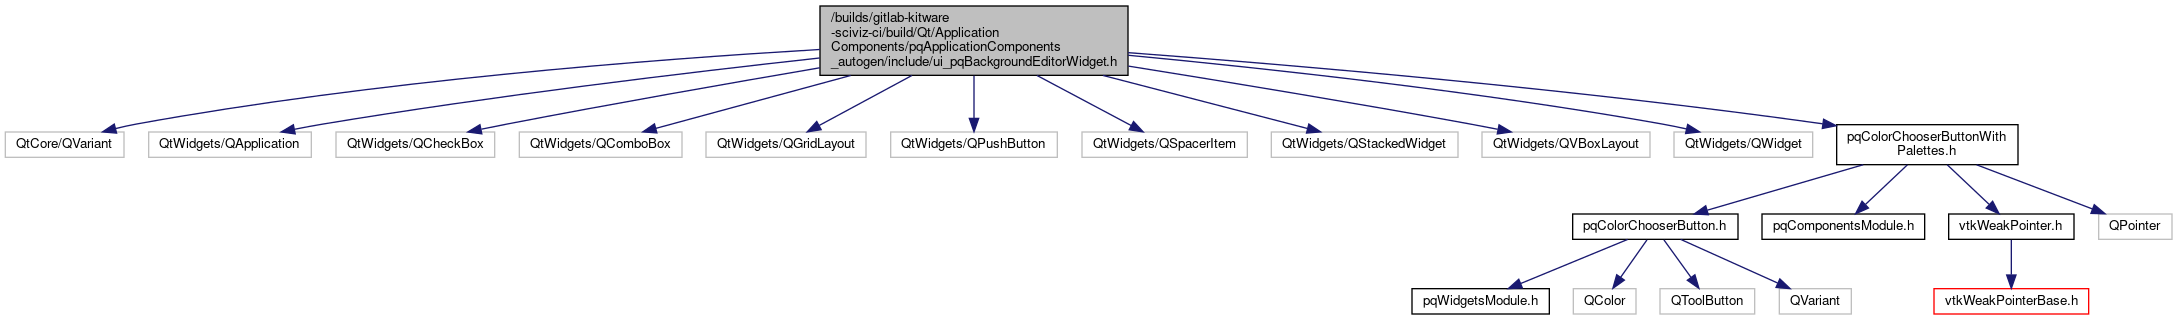 /builds/gitlab-kitware
-sciviz-ci/build/Qt/Application
Components/pqApplicationComponents
_autogen/include/ui_pqBackgroundEditorWidget.h
QtCore/QVariant
QtWidgets/QApplication
QtWidgets/QCheckBox
QtWidgets/QComboBox
QtWidgets/QGridLayout
QtWidgets/QPushButton
QtWidgets/QSpacerItem
QtWidgets/QStackedWidget
QtWidgets/QVBoxLayout
QtWidgets/QWidget
pqColorChooserButtonWith
Palettes.h
pqColorChooserButton.h
pqComponentsModule.h
vtkWeakPointer.h
QPointer
pqWidgetsModule.h
QColor
QToolButton
QVariant
vtkWeakPointerBase.h